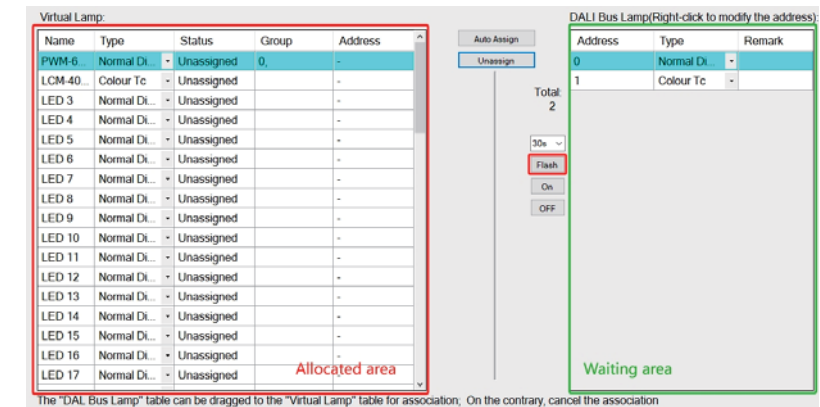 Virtual Lamp:
DALI Bus Lamp(Right-click to modify the address):
Name Type Status Group Address
PWM-6... Normal Di... Unassigned 0, -
LCM-40... Colour Tc Unassigned -
LED 3 Normal Di... Unassigned -
LED 4 Normal Di... Unassigned -
LED 5 Normal Di... Unassigned -
LED 6 Normal Di... Unassigned -
LED 7 Normal Di... Unassigned -
LED 8 Normal Di... Unassigned -
LED 9 Normal Di... Unassigned -
LED 10 Normal Di... Unassigned -
LED 11 Normal Di... Unassigned -
LED 12 Normal Di... Unassigned -
LED 13 Normal Di... Unassigned -
LED 14 Normal Di... Unassigned -
LED 15 Normal Di... Unassigned -
LED 16 Normal Di... Unassigned -
LED 17 Normal Di... Unassigned -
Allocated area
Auto Assign
Unassign
Total:
2
30s
Flash
On
OFF
Address Type Remark
0 Normal Di...
1 Colour Tc
Waiting area
The "DAL Bus Lamp" table can be dragged to the "Virtual Lamp" table for association; On the contrary, cancel the association